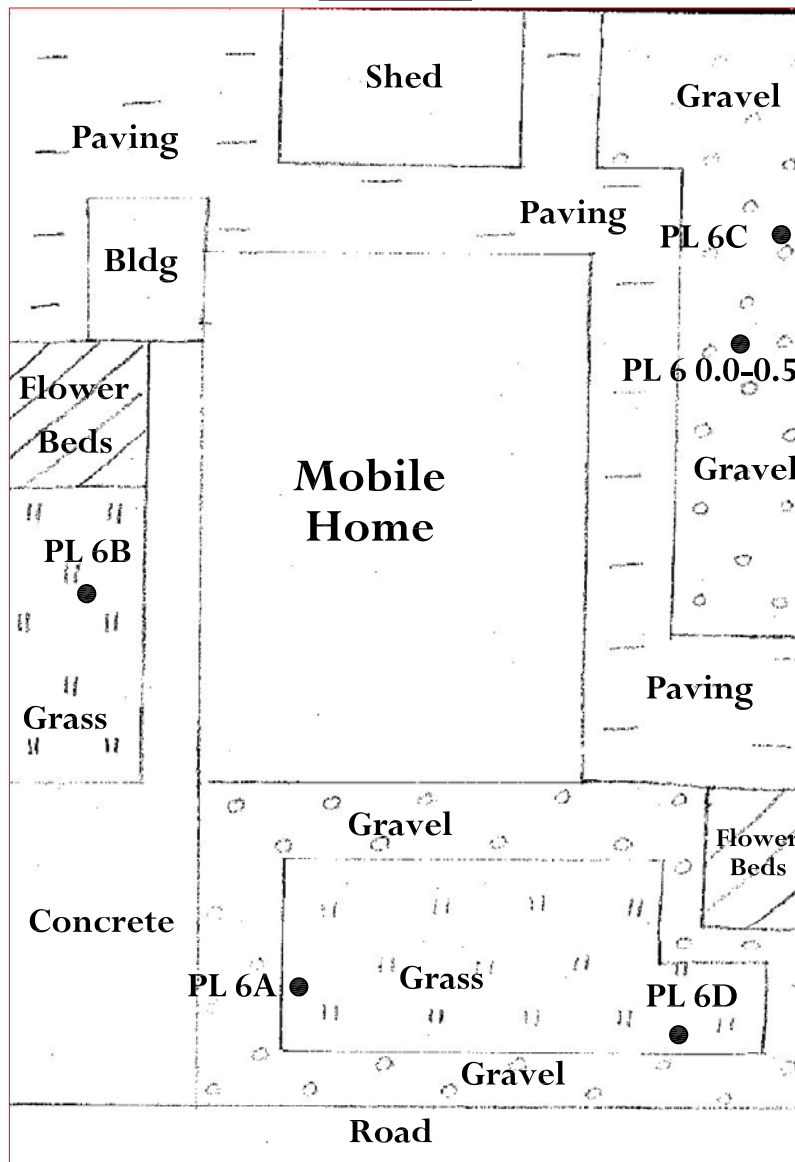 Shed
Gravel
Paving
Paving
PL 6C
Bldg
PL 6 0.0-0.5
Flower
Beds
Gravel
Mobile
Home
PL 6B
Grass
Paving
Gravel
Flower
Beds
Concrete
PL 6A
Grass
PL 6D
Gravel
Road